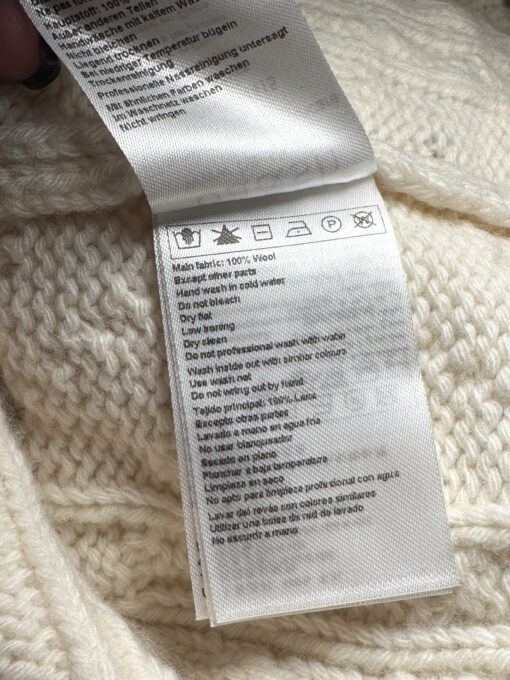 100%
Außenderen Teilen
Handwäsche mit kaltem
Nicht bleichen
Liegend trocknen
Bei niedriger Temperatur bügeln
Trockenreinigung
Professionelle Nassreinigung untersagt
Mit ähnlichen Farben waschen
Im Waschnetz waschen
Nicht wringen
P
Main fabric: 100% Wool
Except other parts
Hand wash in cold water
Do not bleach
Dry flat
Low ironing
Dry clean
Do not professional wash with water
Wash inside out with similar colours
Use wash net
Do not wring out by hand
Tejido principal: 100% Lana
Excepto otras partes
Lavado a mano en agua fria
No usar blanqueador
Secado en plano
Planchar a baja temperatura
Limpieza en seco
No apto para limpieza profesional con agua
Lavar del revés con colores similares
Utilizar una bolsa de red de lavado
No escurrir a mano